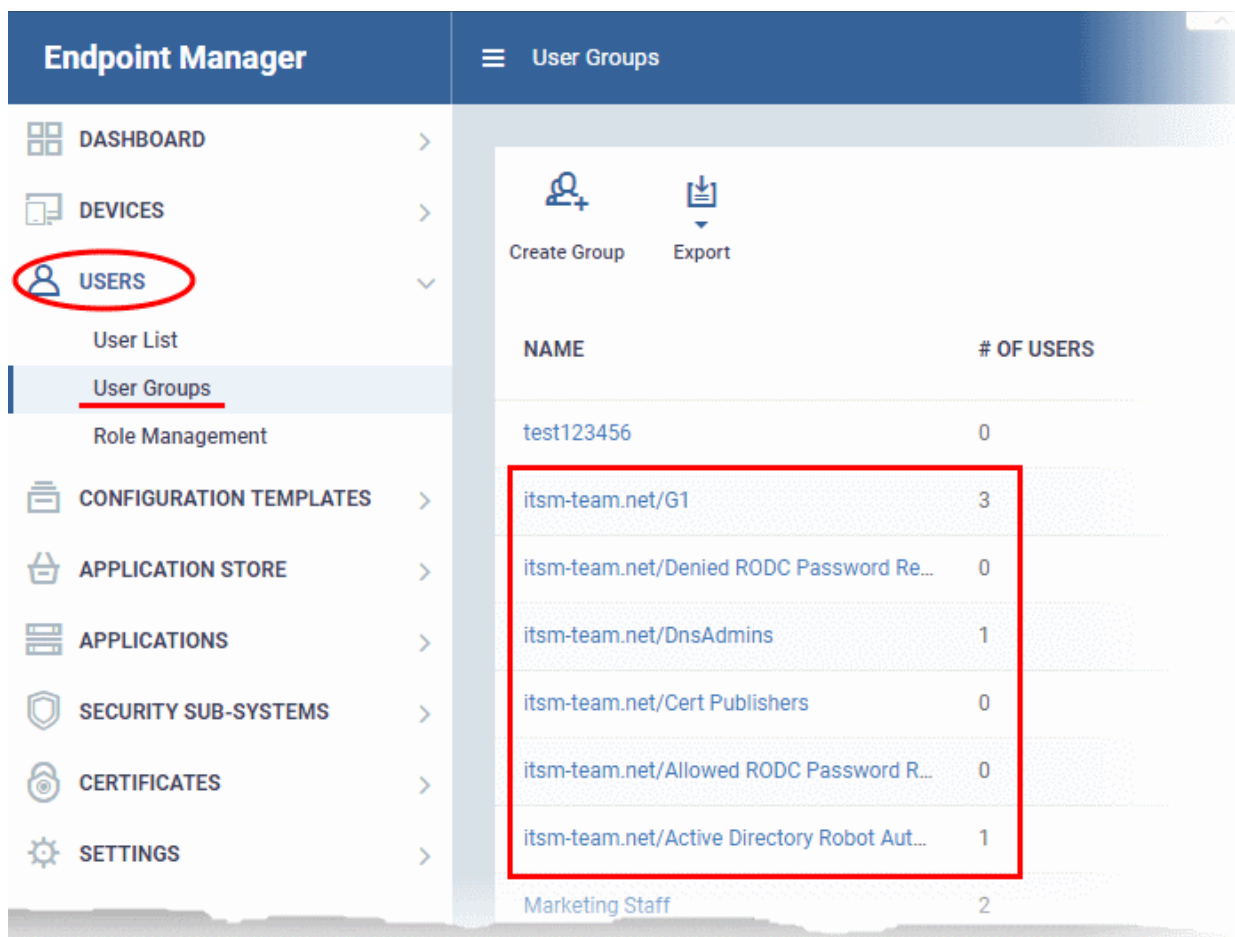 Endpoint Manager
User Groups
DASHBOARD
DEVICES
USERS
User List
User Groups
Role Management
CONFIGURATION TEMPLATES
APPLICATION STORE
APPLICATIONS
SECURITY SUB-SYSTEMS
CERTIFICATES
SETTINGS
Create Group Export
NAME # OF USERS
test123456 0
itsm-team.net/G1 3
itsm-team.net/Denied RODC Password Re... 0
itsm-team.net/DnsAdmins 1
itsm-team.net/Cert Publishers 0
itsm-team.net/Allowed RODC Password R... 0
itsm-team.net/Active Directory Robot Aut... 1
Marketing Staff 2